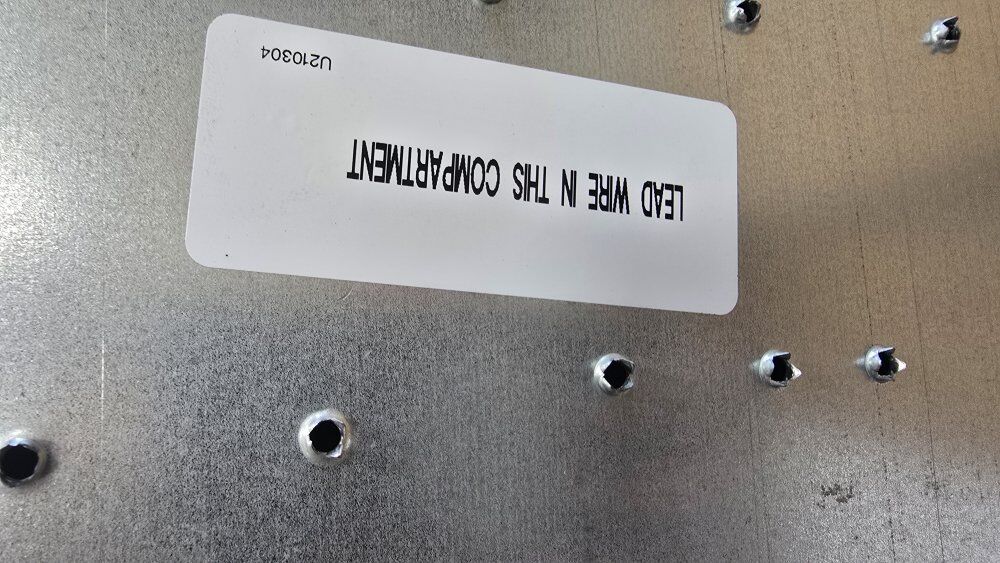 LEAD WIRE IN THIS COMPARTMENT
U210304